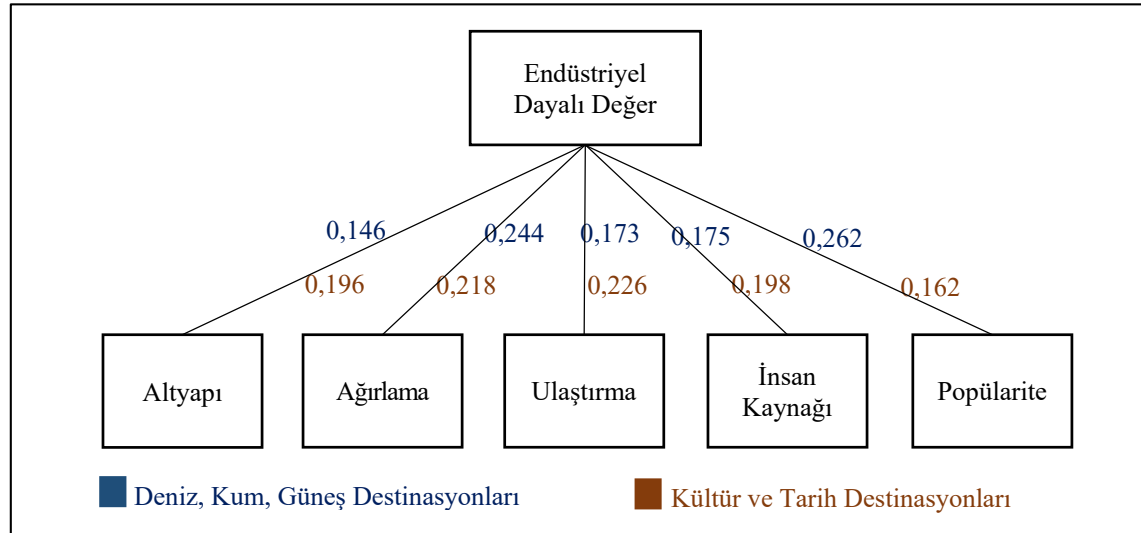 Endüstriyel
Dayalı Değer
0,146 0,244 0,173 0,175 0,262
0,196 0,218 0,226 0,198 0,162
Altyapı Ağırlama Ulaştırma İnsan Kaynağı Popülarite
Deniz, Kum, Güneş Destinasyonları Kültür ve Tarih Destinasyonları